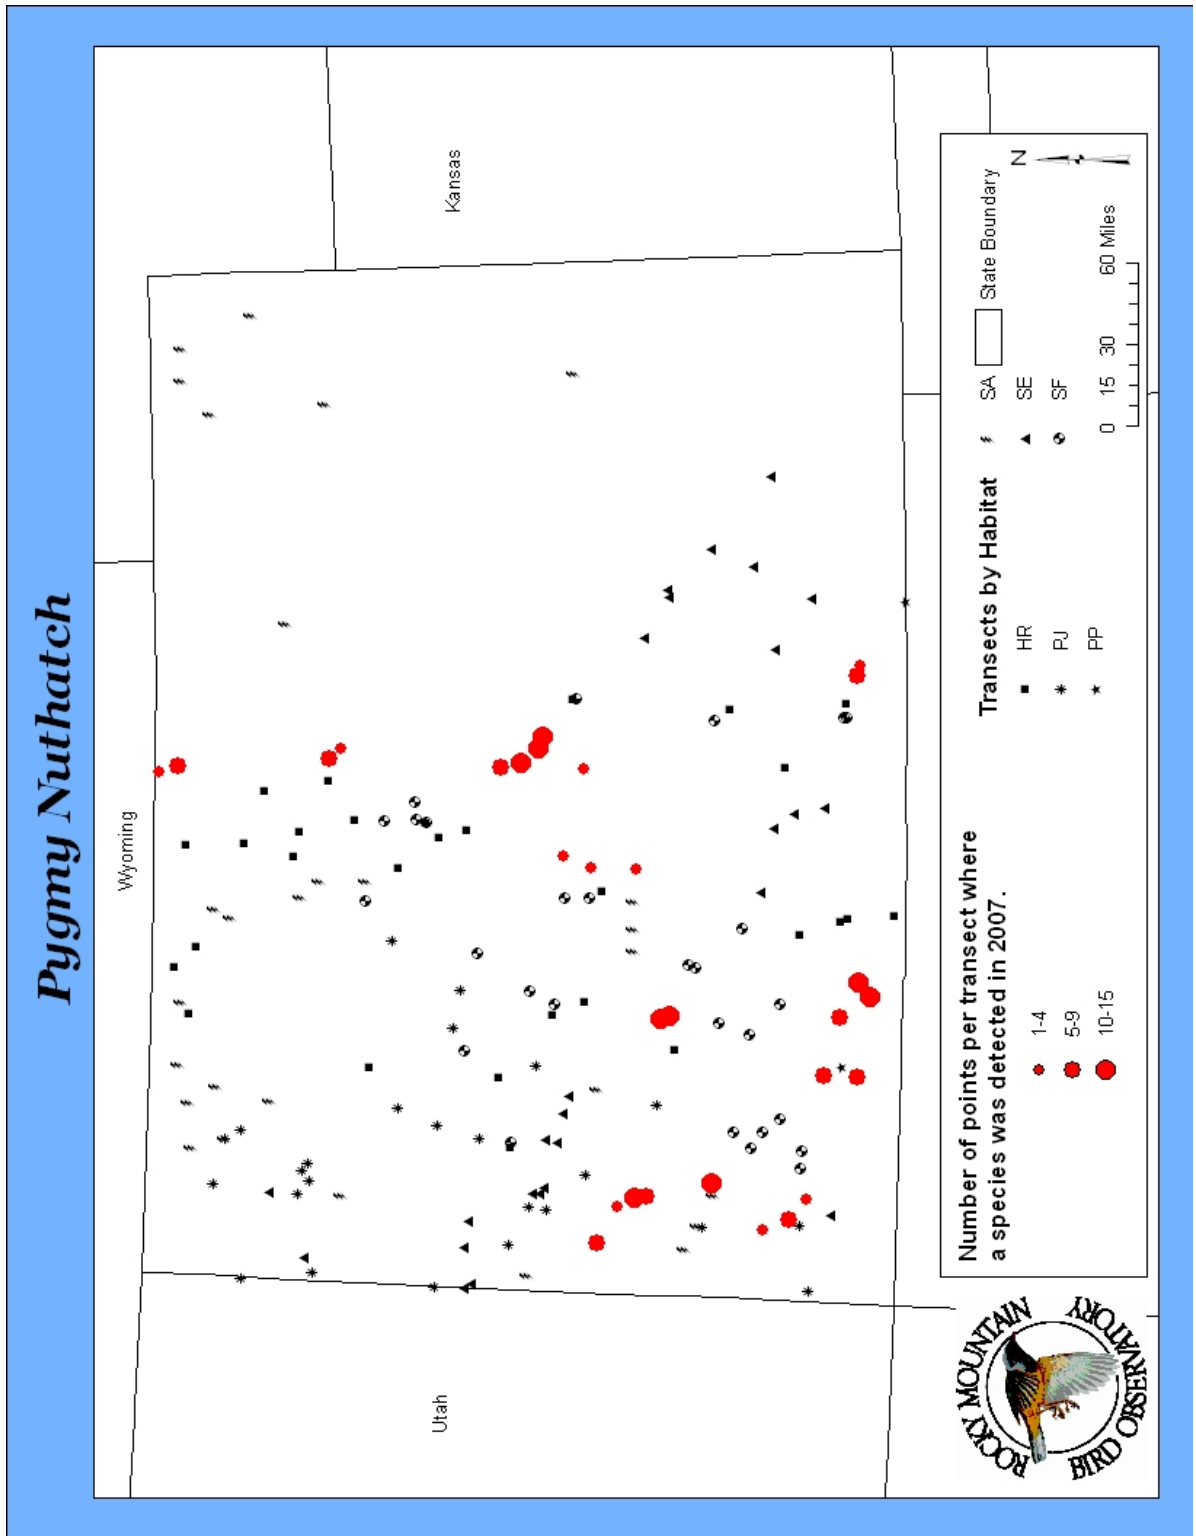 Pygmy Nuthatch
Wyoming
Kansas
Utah
Number of points per transect where
a species was detected in 2007.
1-4
5-9
10-15
Transects by Habitat
HR
PJ
PP
SA
SE
SF
State Boundary
N
0 15 30 60 Miles
ROCKY MOUNTAIN
BIRD OBSERVATORY